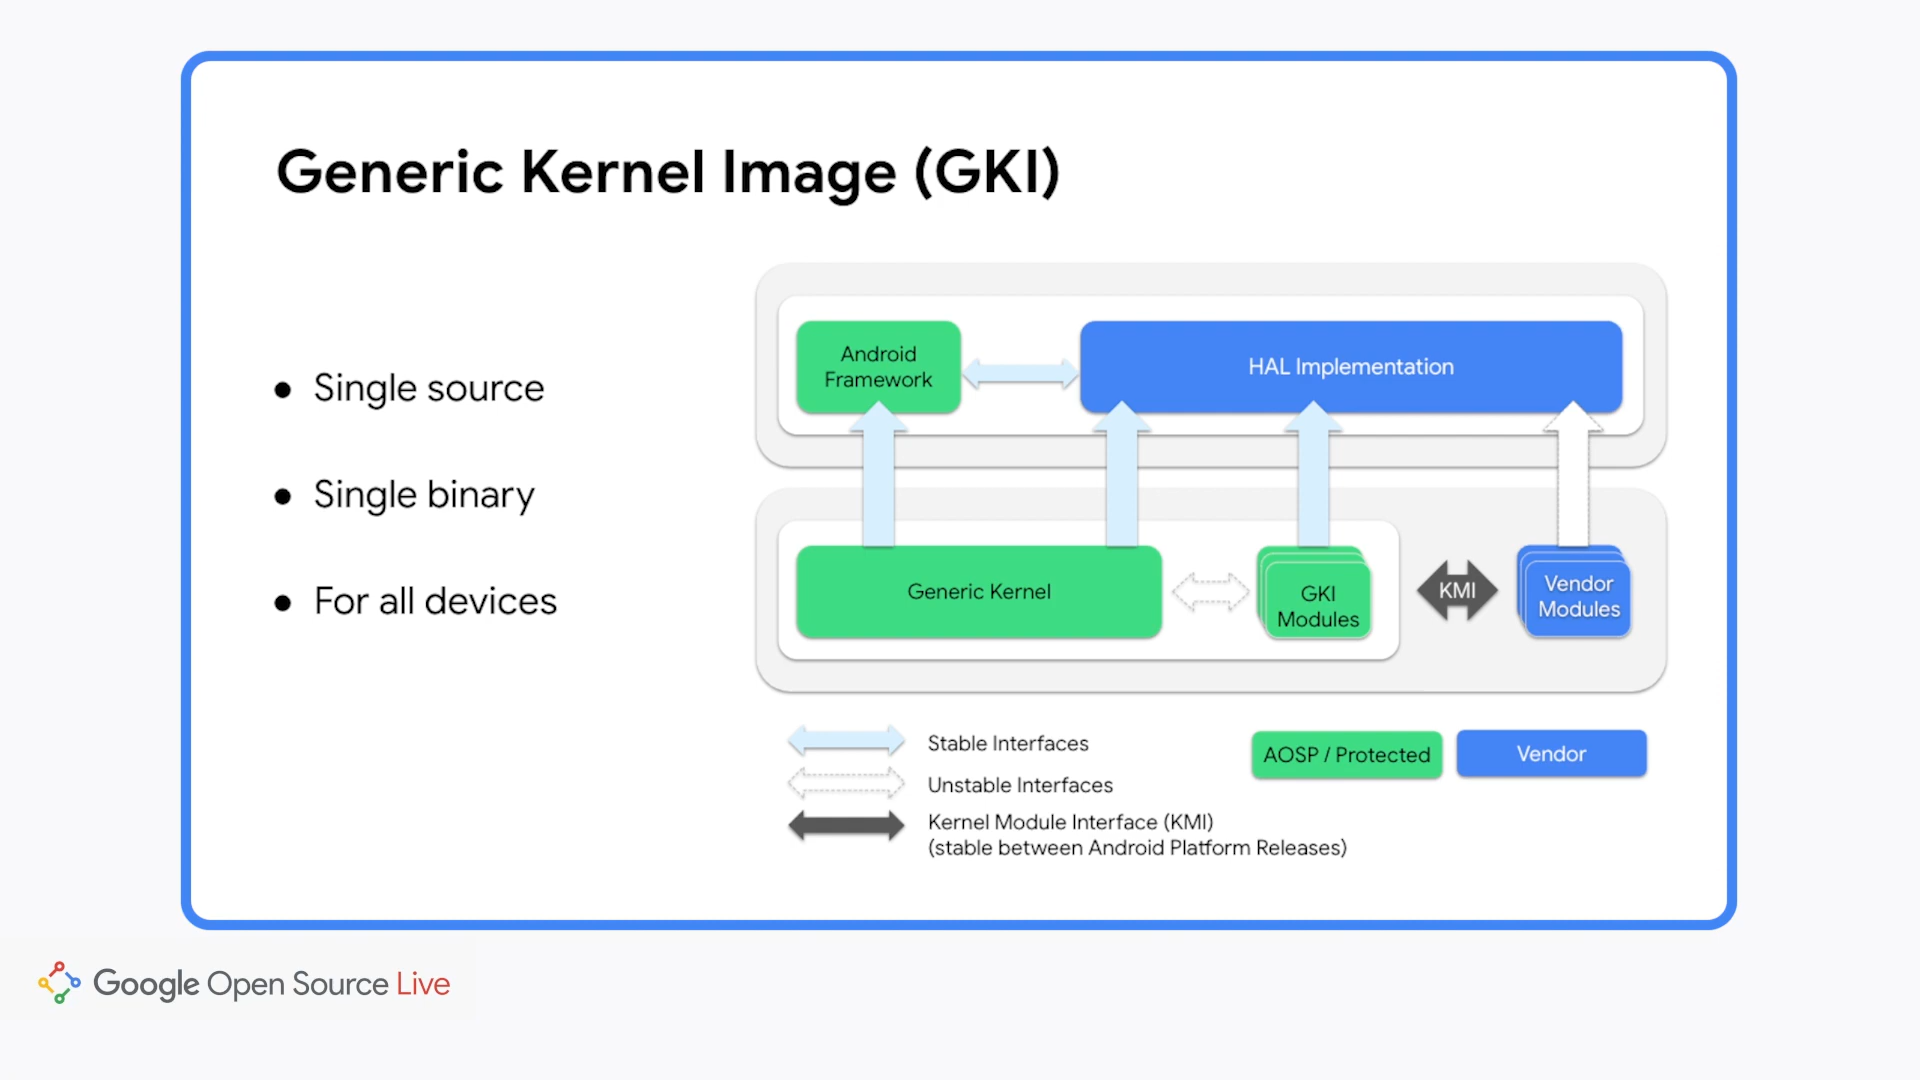 Generic Kernel Image (GKI)
● Single source
● Single binary
● For all devices
Android
Framework
HAL Implementation
Generic Kernel
GKI
Modules
KMI
Vendor
Modules
Stable Interfaces
Unstable Interfaces
Kernel Module Interface (KMI)
(stable between Android Platform Releases)
AOSP / Protected
Vendor
Google Open Source Live